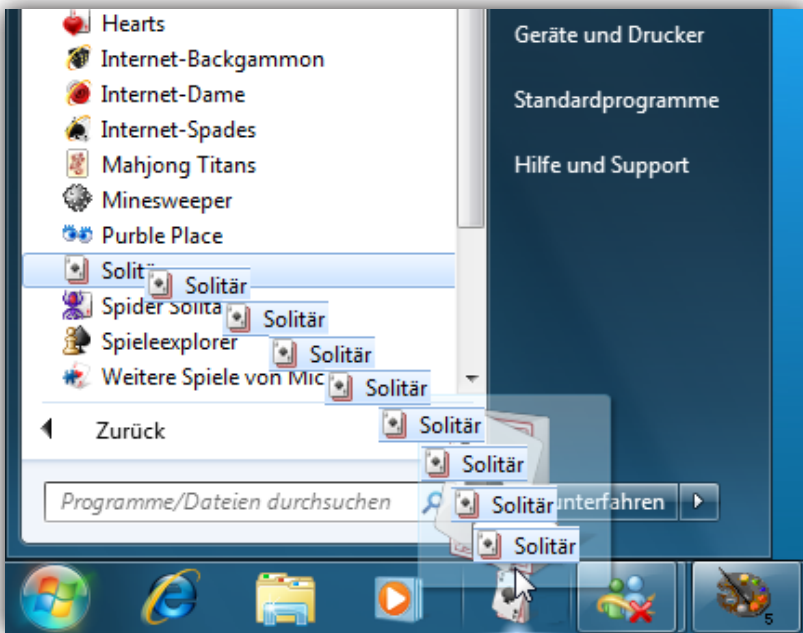 Hearts
Internet-Backgammon
Internet-Dame
Internet-Spades
Mahjong Titans
Minesweeper
Purble Place
Solitär
Solitär
Spider Solitä
Solitär
Spieleexplorer
Solitär
Weitere Spiele von Mic
Solitär
Solitär
Zurück
Solitär
Programme/Dateien durchsuchen
Solitär
unterfahren
Solitär
Geräte und Drucker
Standardprogramme
Hilfe und Support
5